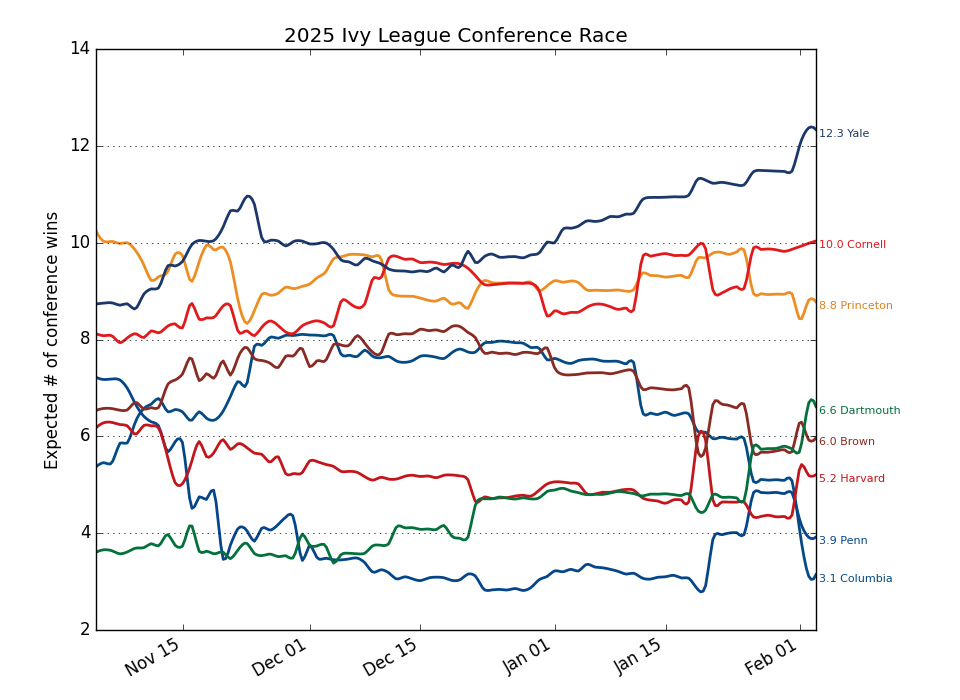 2025 Ivy League Conference Race
Expected # of conference wins
14
12
10
8
6
4
2
Nov 15
Dec 01
Dec 15
Jan 01
Jan 15
Feb 01
12.3 Yale
10.0 Cornell
8.8 Princeton
6.6 Dartmouth
6.0 Brown
5.2 Harvard
3.9 Penn
3.1 Columbia